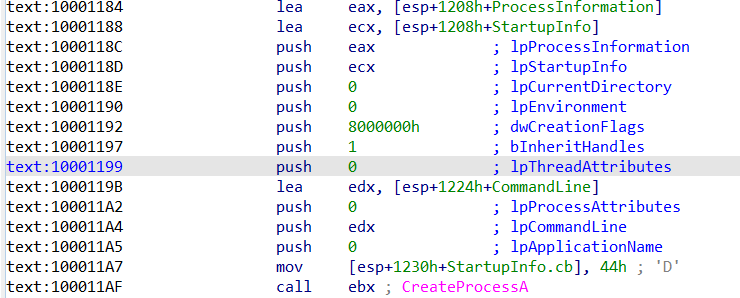 text:10001184 lea eax, [esp+1208h+ProcessInformation]
text:10001188 lea ecx, [esp+1208h+StartupInfo]
text:1000118C push eax ; lpProcessInformation
text:1000118D push ecx ; lpStartupInfo
text:1000118E push 0 ; lpCurrentDirectory
text:10001190 push 0 ; lpEnvironment
text:10001192 push 8000000h ; dwCreationFlags
text:10001197 push 1 ; bInheritHandles
text:10001199 push 0 ; lpThreadAttributes
text:1000119B lea edx, [esp+1224h+CommandLine]
text:100011A2 push 0 ; lpProcessAttributes
text:100011A4 push edx ; lpCommandLine
text:100011A5 push 0 ; lpApplicationName
text:100011A7 mov [esp+1230h+StartupInfo.cb], 44h ; 'D'
text:100011AF call ebx ; CreateProcessA